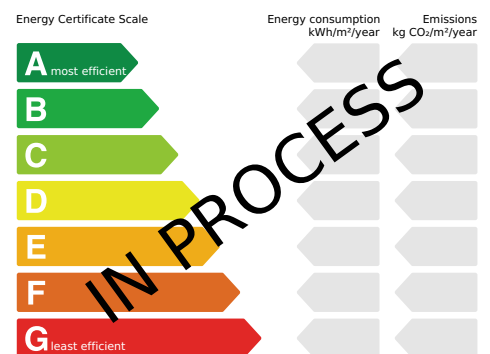 Energy Certificate Scale
Energy consumption
kWh/m²/year
Emissions
kg CO₂/m²/year
A most efficient
B
C
D
E
F
G least efficient
IN PROCESS